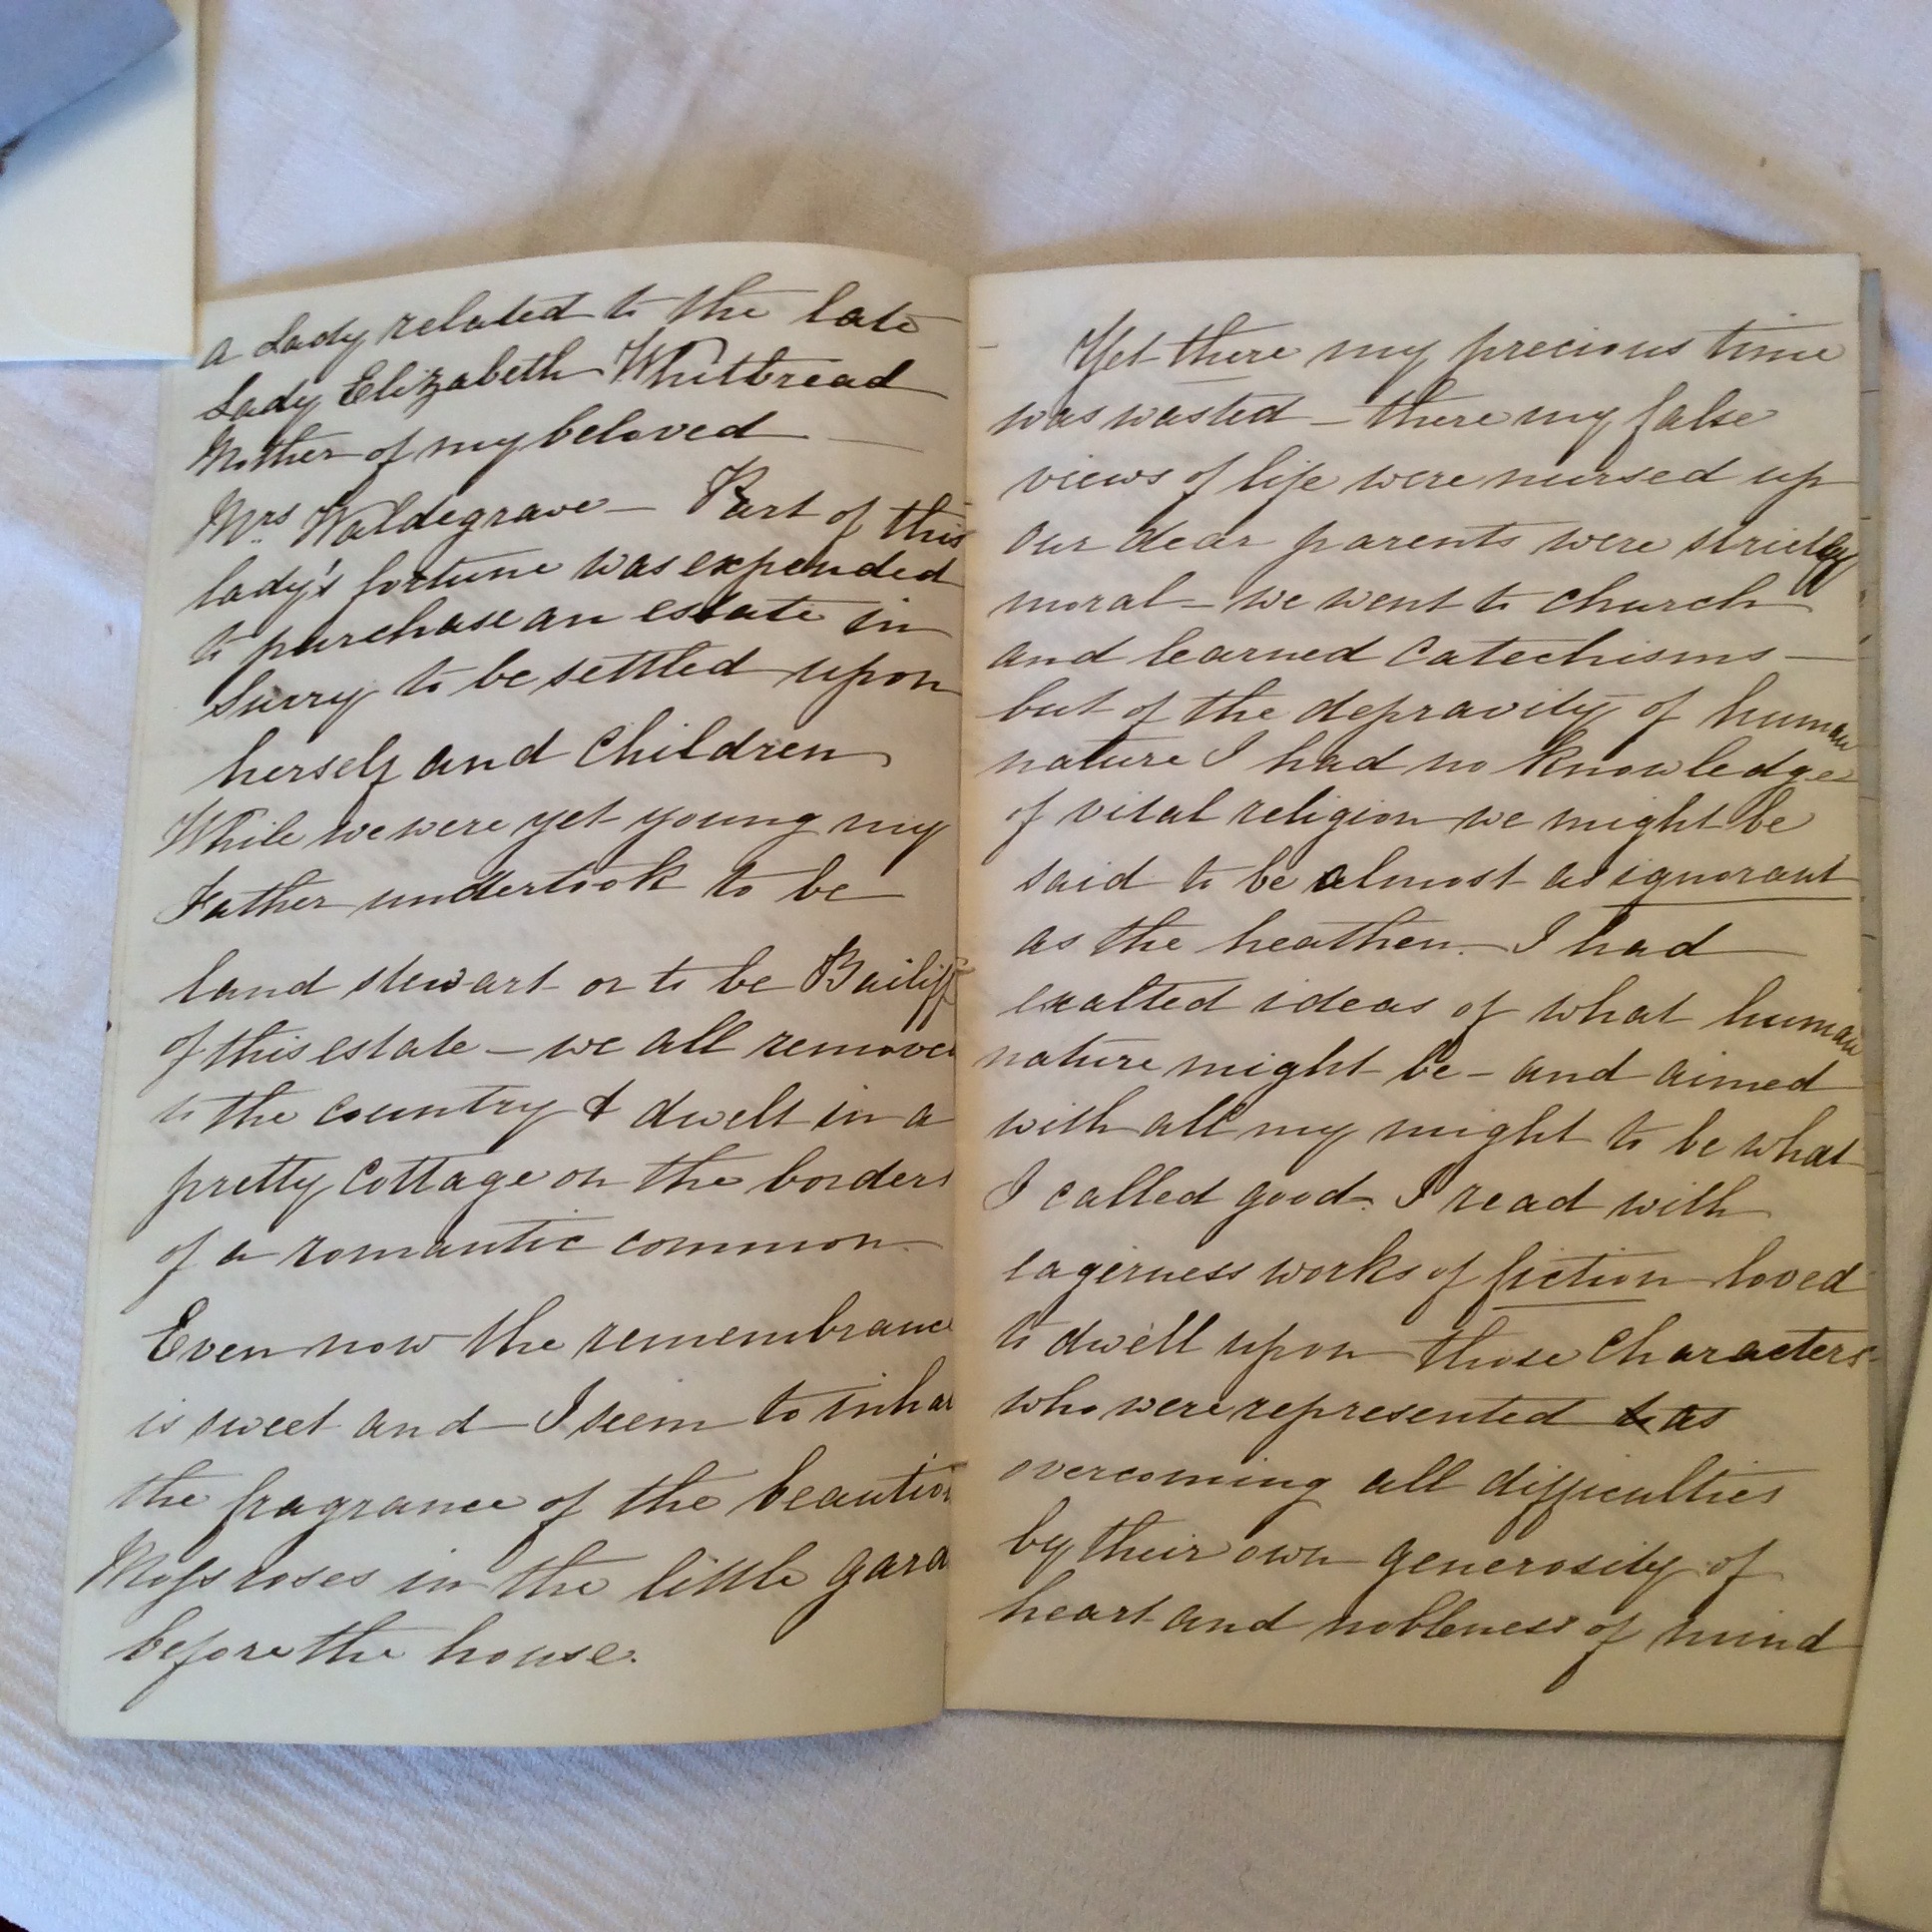 a Lady related to the late
Lady Elizabeth Whitbread
Mother of my beloved —
Mrs Waldegrave — Part of this
lady's fortune was expended
to purchase an estate in
Surry to be settled upon
herself and Children
While we were yet young my
Father undertook to be
land stewart or to be Bailiff
of this estate — we all remove
to the country & dwelt in a
pretty Cottage on the borders
of a romantic common
Even now the remembrance
is sweet and I seem to inha
the fragrance of the beautio
Moss roses in the little gard
before the house.
Yet there my precious time
was wasted — there my false
views of life were nursed up
Our dear parents were strictly
moral — we went to church
and learned Catechisms —
but of the depravity of human
nature I had no knowledge
of vital religion we might be
said to be almost as ignorant
as the heathen. I had
exalted ideas of what human
nature might be — and aimed
with all my might to be what
I called good. I read with
eagerness works of fiction loved
to dwell upon those Characters
who were represented as
overcoming all difficulties
by their own generosity of
heart and nobleness of mind